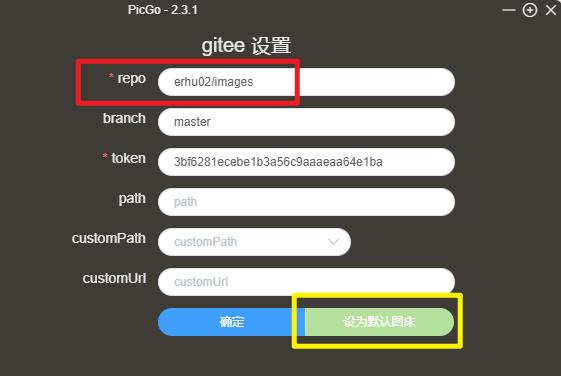 PicGo - 2.3.1
gitee 设置
* repo erhu02/images
branch master
* token 3bf6281ecebe1b3a56c9aaaeaa64e1ba
path path
customPath customPath
customUrl customUrl
确定 设为默认图床